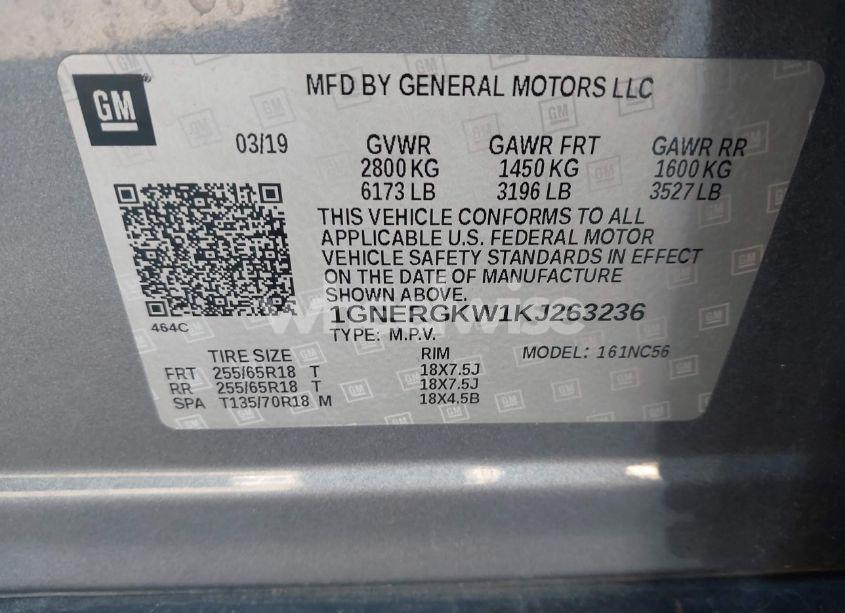 GM
MFD BY GENERAL MOTORS LLC
03/19 GVWR GAWR FRT GAWR RR
2800 KG 1450 KG 1600 KG
6173 LB 3196 LB 3527 LB
THIS VEHICLE CONFORMS TO ALL
APPLICABLE U.S. FEDERAL MOTOR
VEHICLE SAFETY STANDARDS IN EFFECT
ON THE DATE OF MANUFACTURE
SHOWN ABOVE.
464C
1GNERGKW1KJ263236
TYPE: M.P.V.
TIRE SIZE RIM MODEL: 161NC56
FRT 255/65R18 T 18X7.5J
RR 255/65R18 T 18X7.5J
SPA T135/70R18 M 18X4.5B